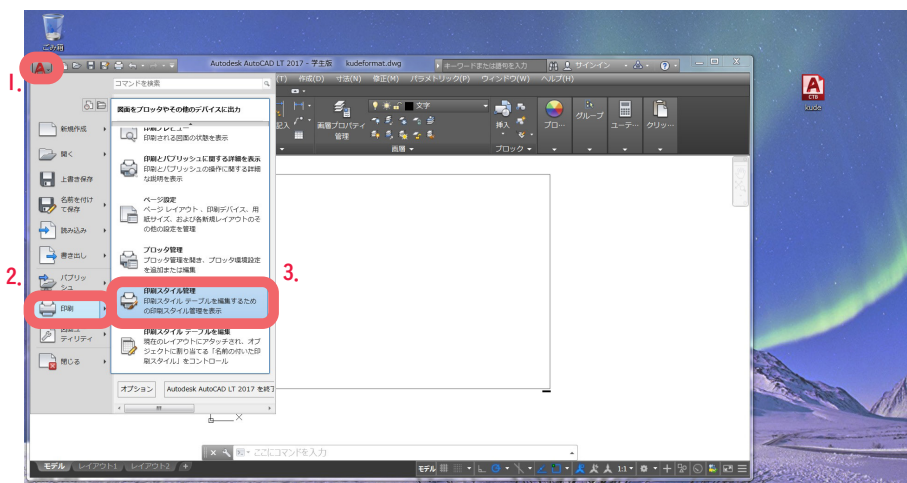 ごみ箱
1.
Autodesk AutoCAD LT 2017 - 学生版 kudeformat.dwg
キーワードまたは語句を入力
サインイン
コマンドを検索
(T) 作成(D) 寸法(N) 修正(M) パラメトリック(P) ウィンドウ(W) ヘルプ(H)
A
CTB
kude
図面をプロッタやその他のデバイスに出力
新規作成
開く
上書き保存
名前を付け
て保存
読み込み
書き出し
2.
パブリッ
シュ
印刷
ティリティ
閉じる
印刷プレビュー
印刷される図面の状態を表示
印刷とパブリッシュに関する詳細を表示
印刷とパブリッシュの操作に関する詳細
な説明を表示
ページ設定
ページ レイアウト、印刷デバイス、用
紙サイズ、および各新規レイアウトのそ
の他の設定を管理
プロッタ管理
プロッタ管理を開き、プロッタ環境設定
を追加または編集
3.
印刷スタイル管理
印刷スタイル テーブルを編集するため
の印刷スタイル管理を表示
印刷スタイル テーブルを編集
現在のレイアウトにアタッチされ、オブ
ジェクトに割り当てる「名前の付いた印
刷スタイル」をコントロール
オプション
Autodesk AutoCAD LT 2017 を終了
記入
画層プロパティ
管理
文字
画層
挿入
ブロック
プロ…
グループ
ユーテ…
クリッ…
ここにコマンドを入力
モデル レイアウト1 レイアウト2 +
モデル
1:1